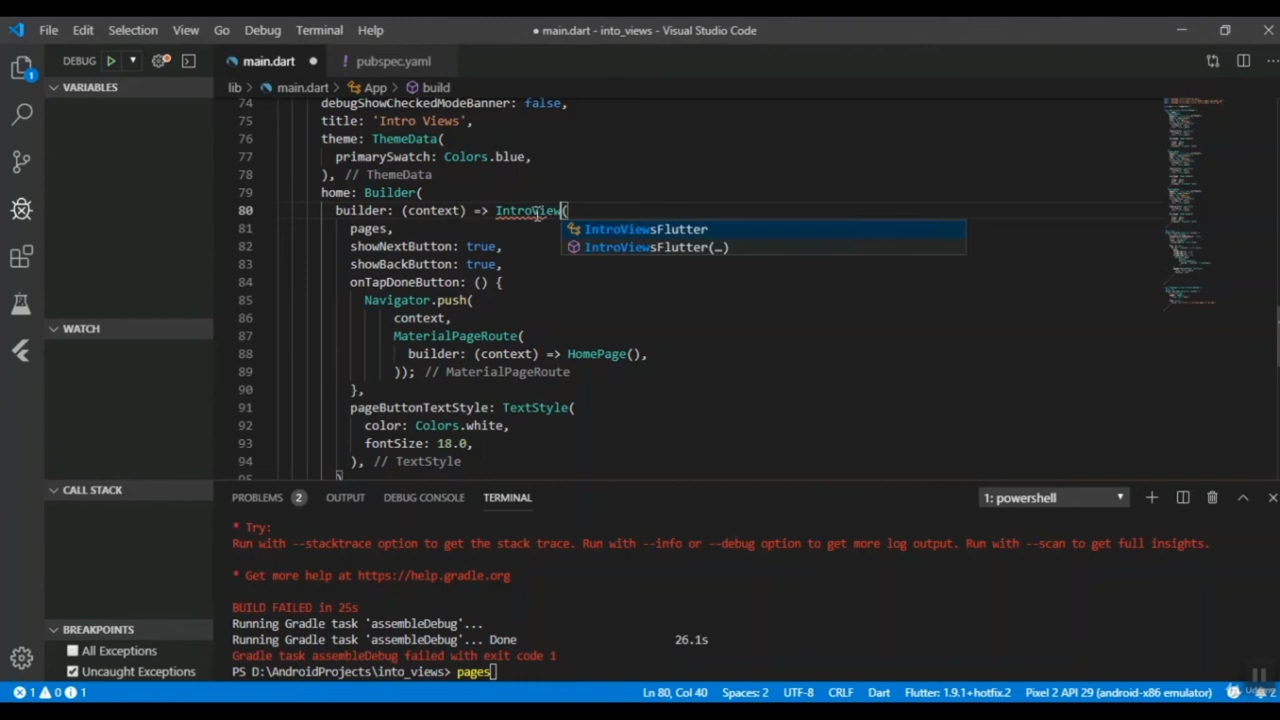 File Edit Selection View Go Debug Terminal Help ● main.dart - into_views - Visual Studio Code
DEBUG main.dart pubspec.yaml
VARIABLES
lib > main.dart > App > build
74 debugShowCheckedModeBanner: false,
75 title: 'Intro Views',
76 theme: ThemeData(
77 primarySwatch: Colors.blue,
78 ), // ThemeData
79 home: Builder(
80 builder: (context) => IntroView(
81 pages,
IntroViewsFlutter
82 showNextButton: true,
IntroViewsFlutter(…)
83 showBackButton: true,
84 onTapDoneButton: () {
85 Navigator.push(
86 context,
87 MaterialPageRoute(
88 builder: (context) => HomePage(),
89 )); // MaterialPageRoute
90 },
91 pageButtonTextStyle: TextStyle(
92 color: Colors.white,
93 fontSize: 18.0,
94 ), // TextStyle
95 )
WATCH
CALL STACK
BREAKPOINTS
All Exceptions
Uncaught Exceptions
PROBLEMS 2 OUTPUT DEBUG CONSOLE TERMINAL 1: powershell
* Try:
Run with --stacktrace option to get the stack trace. Run with --info or --debug option to get more log output. Run with --scan to get full insights.
* Get more help at https://help.gradle.org
BUILD FAILED in 25s
Running Gradle task 'assembleDebug'...
Running Gradle task 'assembleDebug'... Done 26.1s
Gradle task assembleDebug failed with exit code 1
PS D:\AndroidProjects\into_views> pages
1 0 1 Ln 80, Col 40 Spaces: 2 UTF-8 CRLF Dart Flutter: 1.9.1+hotfix.2 Pixel 2 API 29 (android-x86 emulator) 2